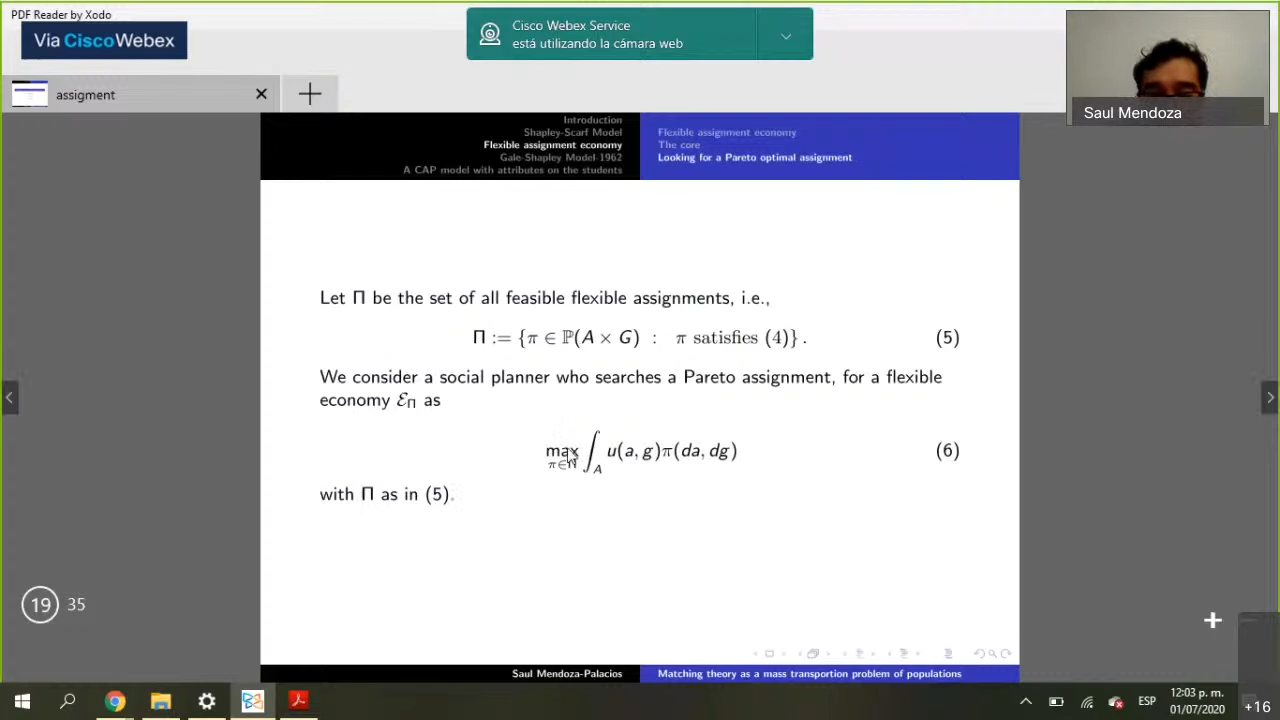 PDF Reader by Xodo
Vía CiscoWebex
Cisco Webex Service
está utilizando la cámara web
Saul Mendoza
assigment
Introduction
Shapley-Scarf Model
Flexible assignment economy
Gale-Shapley Model-1962
A CAP model with attributes on the students
Flexible assignment economy
The core
Looking for a Pareto optimal assignment
Let Π be the set of all feasible flexible assignments, i.e.,
Π := {π ∈ ℙ(A × G) : π satisfies (4)} . (5)
We consider a social planner who searches a Pareto assignment, for a flexible
economy ℰ_Π as
max_{π∈Π} ∫_A u(a, g)π(da, dg) (6)
with Π as in (5).
19 35
Saul Mendoza-Palacios
Matching theory as a mass transportion problem of populations
ESP
12:03 p. m.
01/07/2020
+16